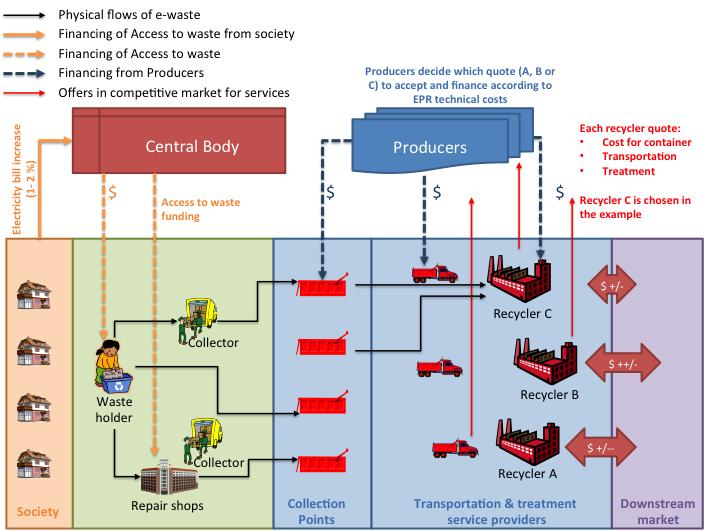 Physical flows of e-waste
Financing of Access to waste from society
Financing of Access to waste
Financing from Producers
Offers in competitive market for services
Producers decide which quote (A, B or
C) to accept and finance according to
EPR technical costs
Electricity bill increase
(1- 2 %)
Central Body
Producers
Each recycler quote:
• Cost for container
• Transportation
• Treatment
Recycler C is chosen in
the example
$
Access to waste
funding
$
$
$
Collector
Waste
holder
Collector
Repair shops
Recycler C
Recycler B
Recycler A
$ +/-
$ ++/-
$ +/--
Society
Collection
Points
Transportation & treatment
service providers
Downstream
market